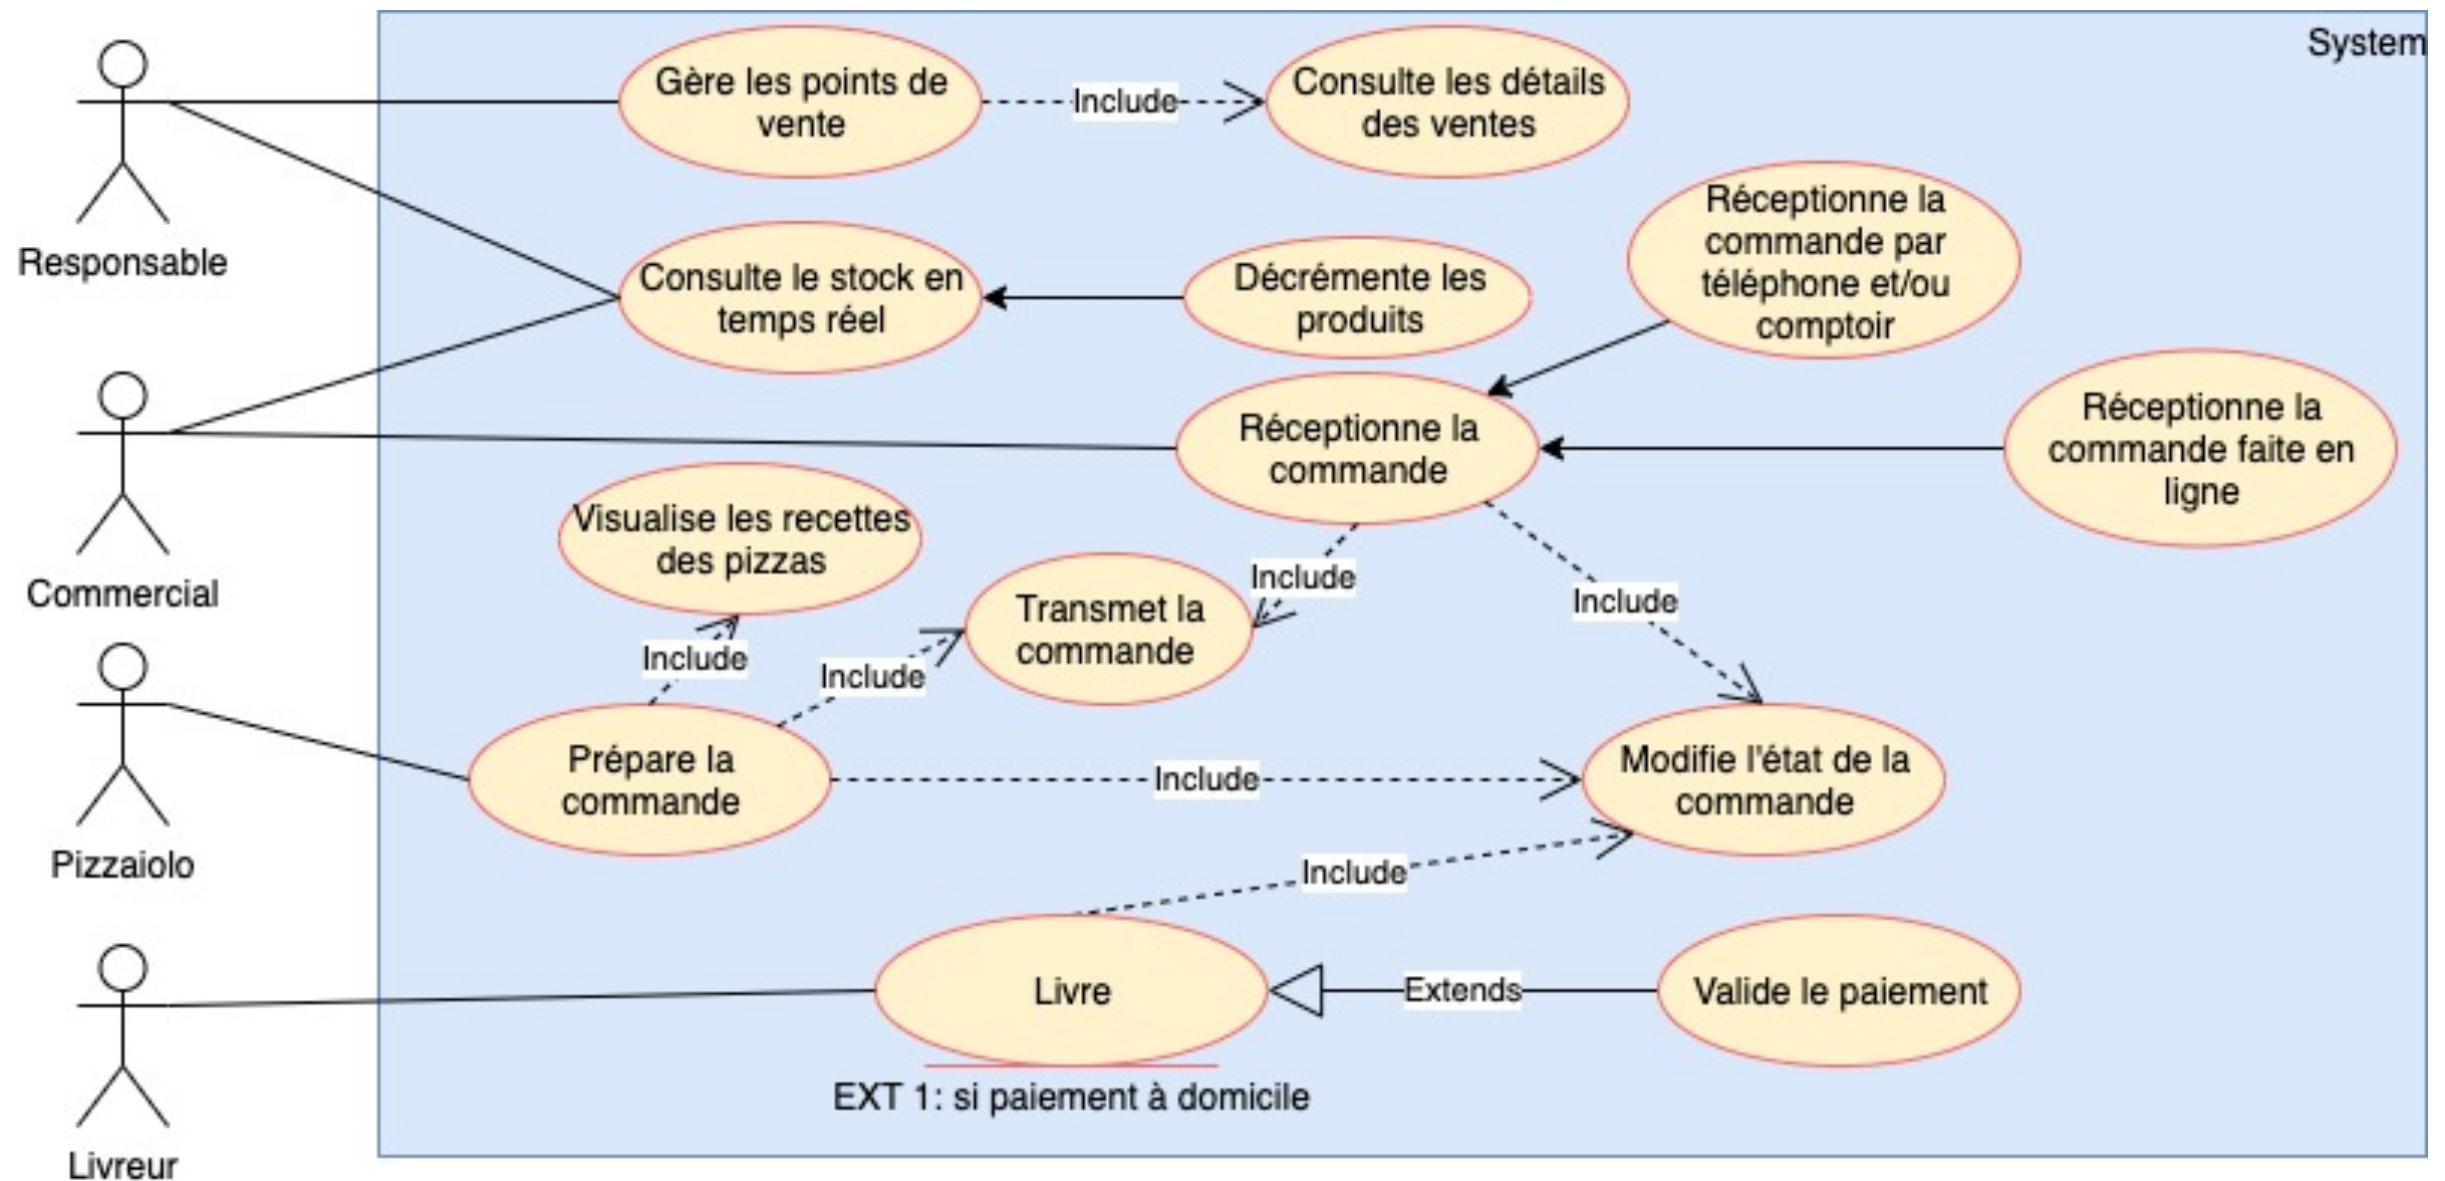 System
Gère les points de
vente
Include
Consulte les détails
des ventes
Responsable
Consulte le stock en
temps réel
Décrémente les
produits
Réceptionne la
commande par
téléphone et/ou
comptoir
Commercial
Réceptionne la
commande
Réceptionne la
commande faite en
ligne
Visualise les recettes
des pizzas
Include
Transmet la
commande
Include
Include
Include
Pizzaiolo
Prépare la
commande
Include
Modifie l'état de la
commande
Include
Livreur
Livre
Extends
Valide le paiement
EXT 1: si paiement à domicile